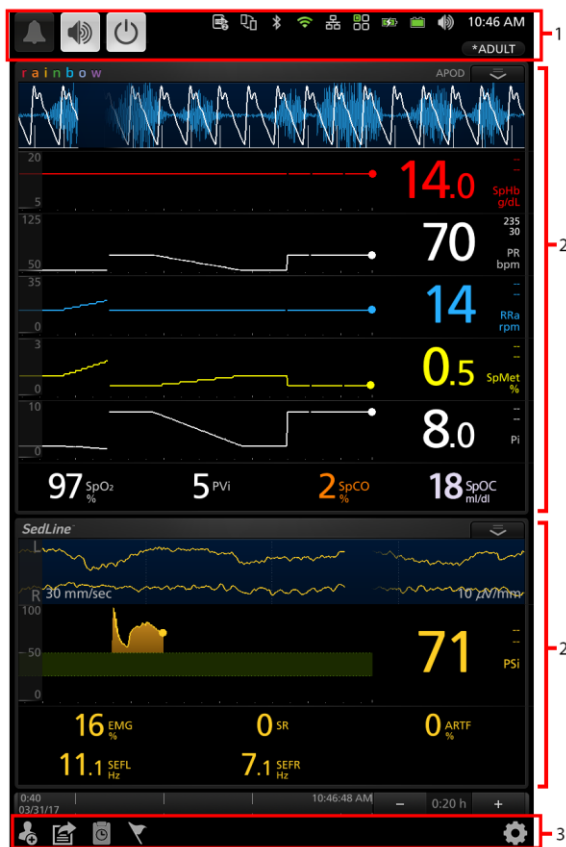 10:46 AM
*ADULT
1
rainbow
APOD
20
5
14.0
--
--
SpHb
g/dL
125
50
70
235
30
PR
bpm
2
35
0
14
--
--
RRa
rpm
3
0
0.5
--
--
SpMet
%
10
0
8.0
--
--
Pi
97 SpO₂ %
5 PVi
2 SpCO %
18 SpOC ml/dl
SedLine
L
R 30 mm/sec
10 μV/mm
100
50
0
71
--
--
PSi
2
16 EMG %
0 SR
0 ARTF %
11.1 SEFL Hz
7.1 SEFR Hz
0:40
03/31/17
10:46:48 AM
−
0:20 h
+
3